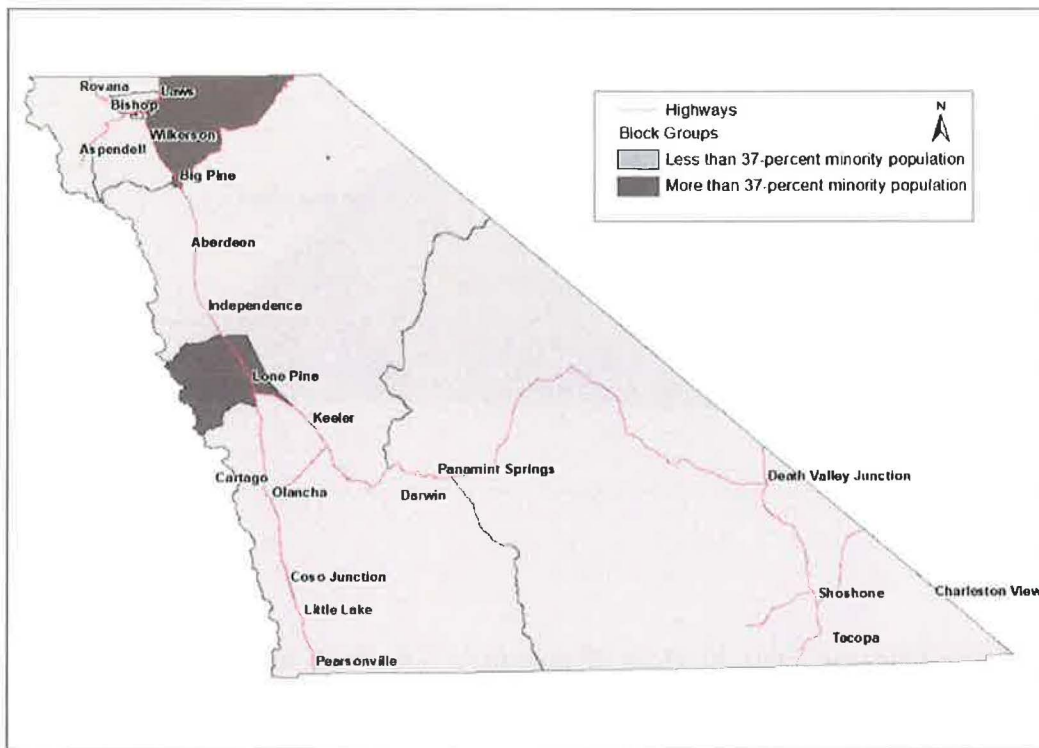 Rovana
Laws
Bishop
Wilkerson
Aspendell
Big Pine
Aberdeen
Independence
Lone Pine
Keeler
Cartago
Olancha
Darwin
Panamint Springs
Death Valley Junction
Coso Junction
Little Lake
Shoshone
Charleston View
Tecopa
Pearsonville
Highways
N
Block Groups
Less than 37-percent minority population
More than 37-percent minority population